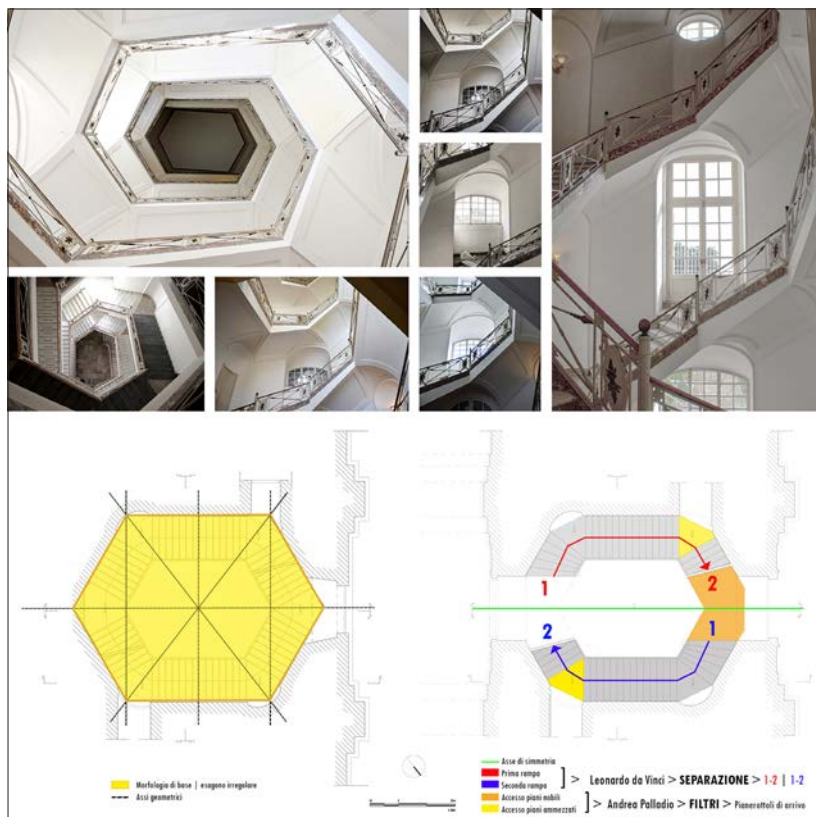 1
2
2
1
Morfologia di base | esagono irregolare
Assi geometrici
Asse di simmetria
Prima rampa
Seconda rampa
] > Leonardo da Vinci > SEPARAZIONE > 1-2 | 1-2
Accesso piani nobili
Accesso piani ammezzati
] > Andrea Palladio > FILTRI > Pianerottoli di arrivo